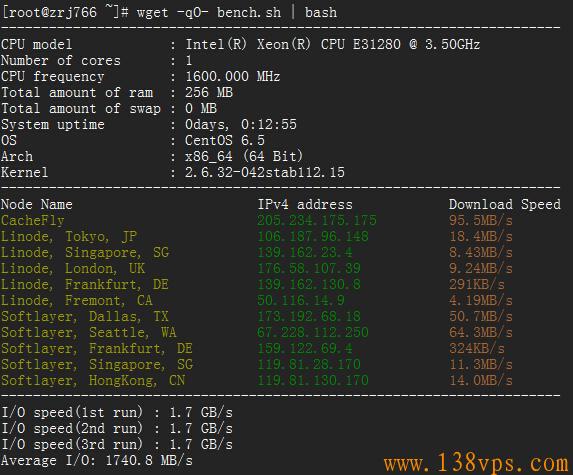 [root@zrj766 ~]# wget -qO- bench.sh | bash
----------------------------------------------------------------------
CPU model            : Intel(R) Xeon(R) CPU E31280 @ 3.50GHz
Number of cores      : 1
CPU frequency        : 1600.000 MHz
Total amount of ram  : 256 MB
Total amount of swap : 0 MB
System uptime        : 0days, 0:12:55
OS                   : CentOS 6.5
Arch                 : x86_64 (64 Bit)
Kernel               : 2.6.32-042stab112.15
----------------------------------------------------------------------
Node Name                       IPv4 address            Download Speed
CacheFly                        205.234.175.175         95.5MB/s
Linode, Tokyo, JP               106.187.96.148          18.4MB/s
Linode, Singapore, SG           139.162.23.4            8.43MB/s
Linode, London, UK              176.58.107.39           9.24MB/s
Linode, Frankfurt, DE           139.162.130.8           291KB/s
Linode, Fremont, CA             50.116.14.9             4.19MB/s
Softlayer, Dallas, TX           173.192.68.18           50.7MB/s
Softlayer, Seattle, WA          67.228.112.250          64.3MB/s
Softlayer, Frankfurt, DE        159.122.69.4            324KB/s
Softlayer, Singapore, SG        119.81.28.170           11.3MB/s
Softlayer, HongKong, CN         119.81.130.170          14.0MB/s
----------------------------------------------------------------------
I/O speed(1st run) : 1.7 GB/s
I/O speed(2nd run) : 1.7 GB/s
I/O speed(3rd run) : 1.7 GB/s
Average I/O: 1740.8 MB/s
www.138vps.com